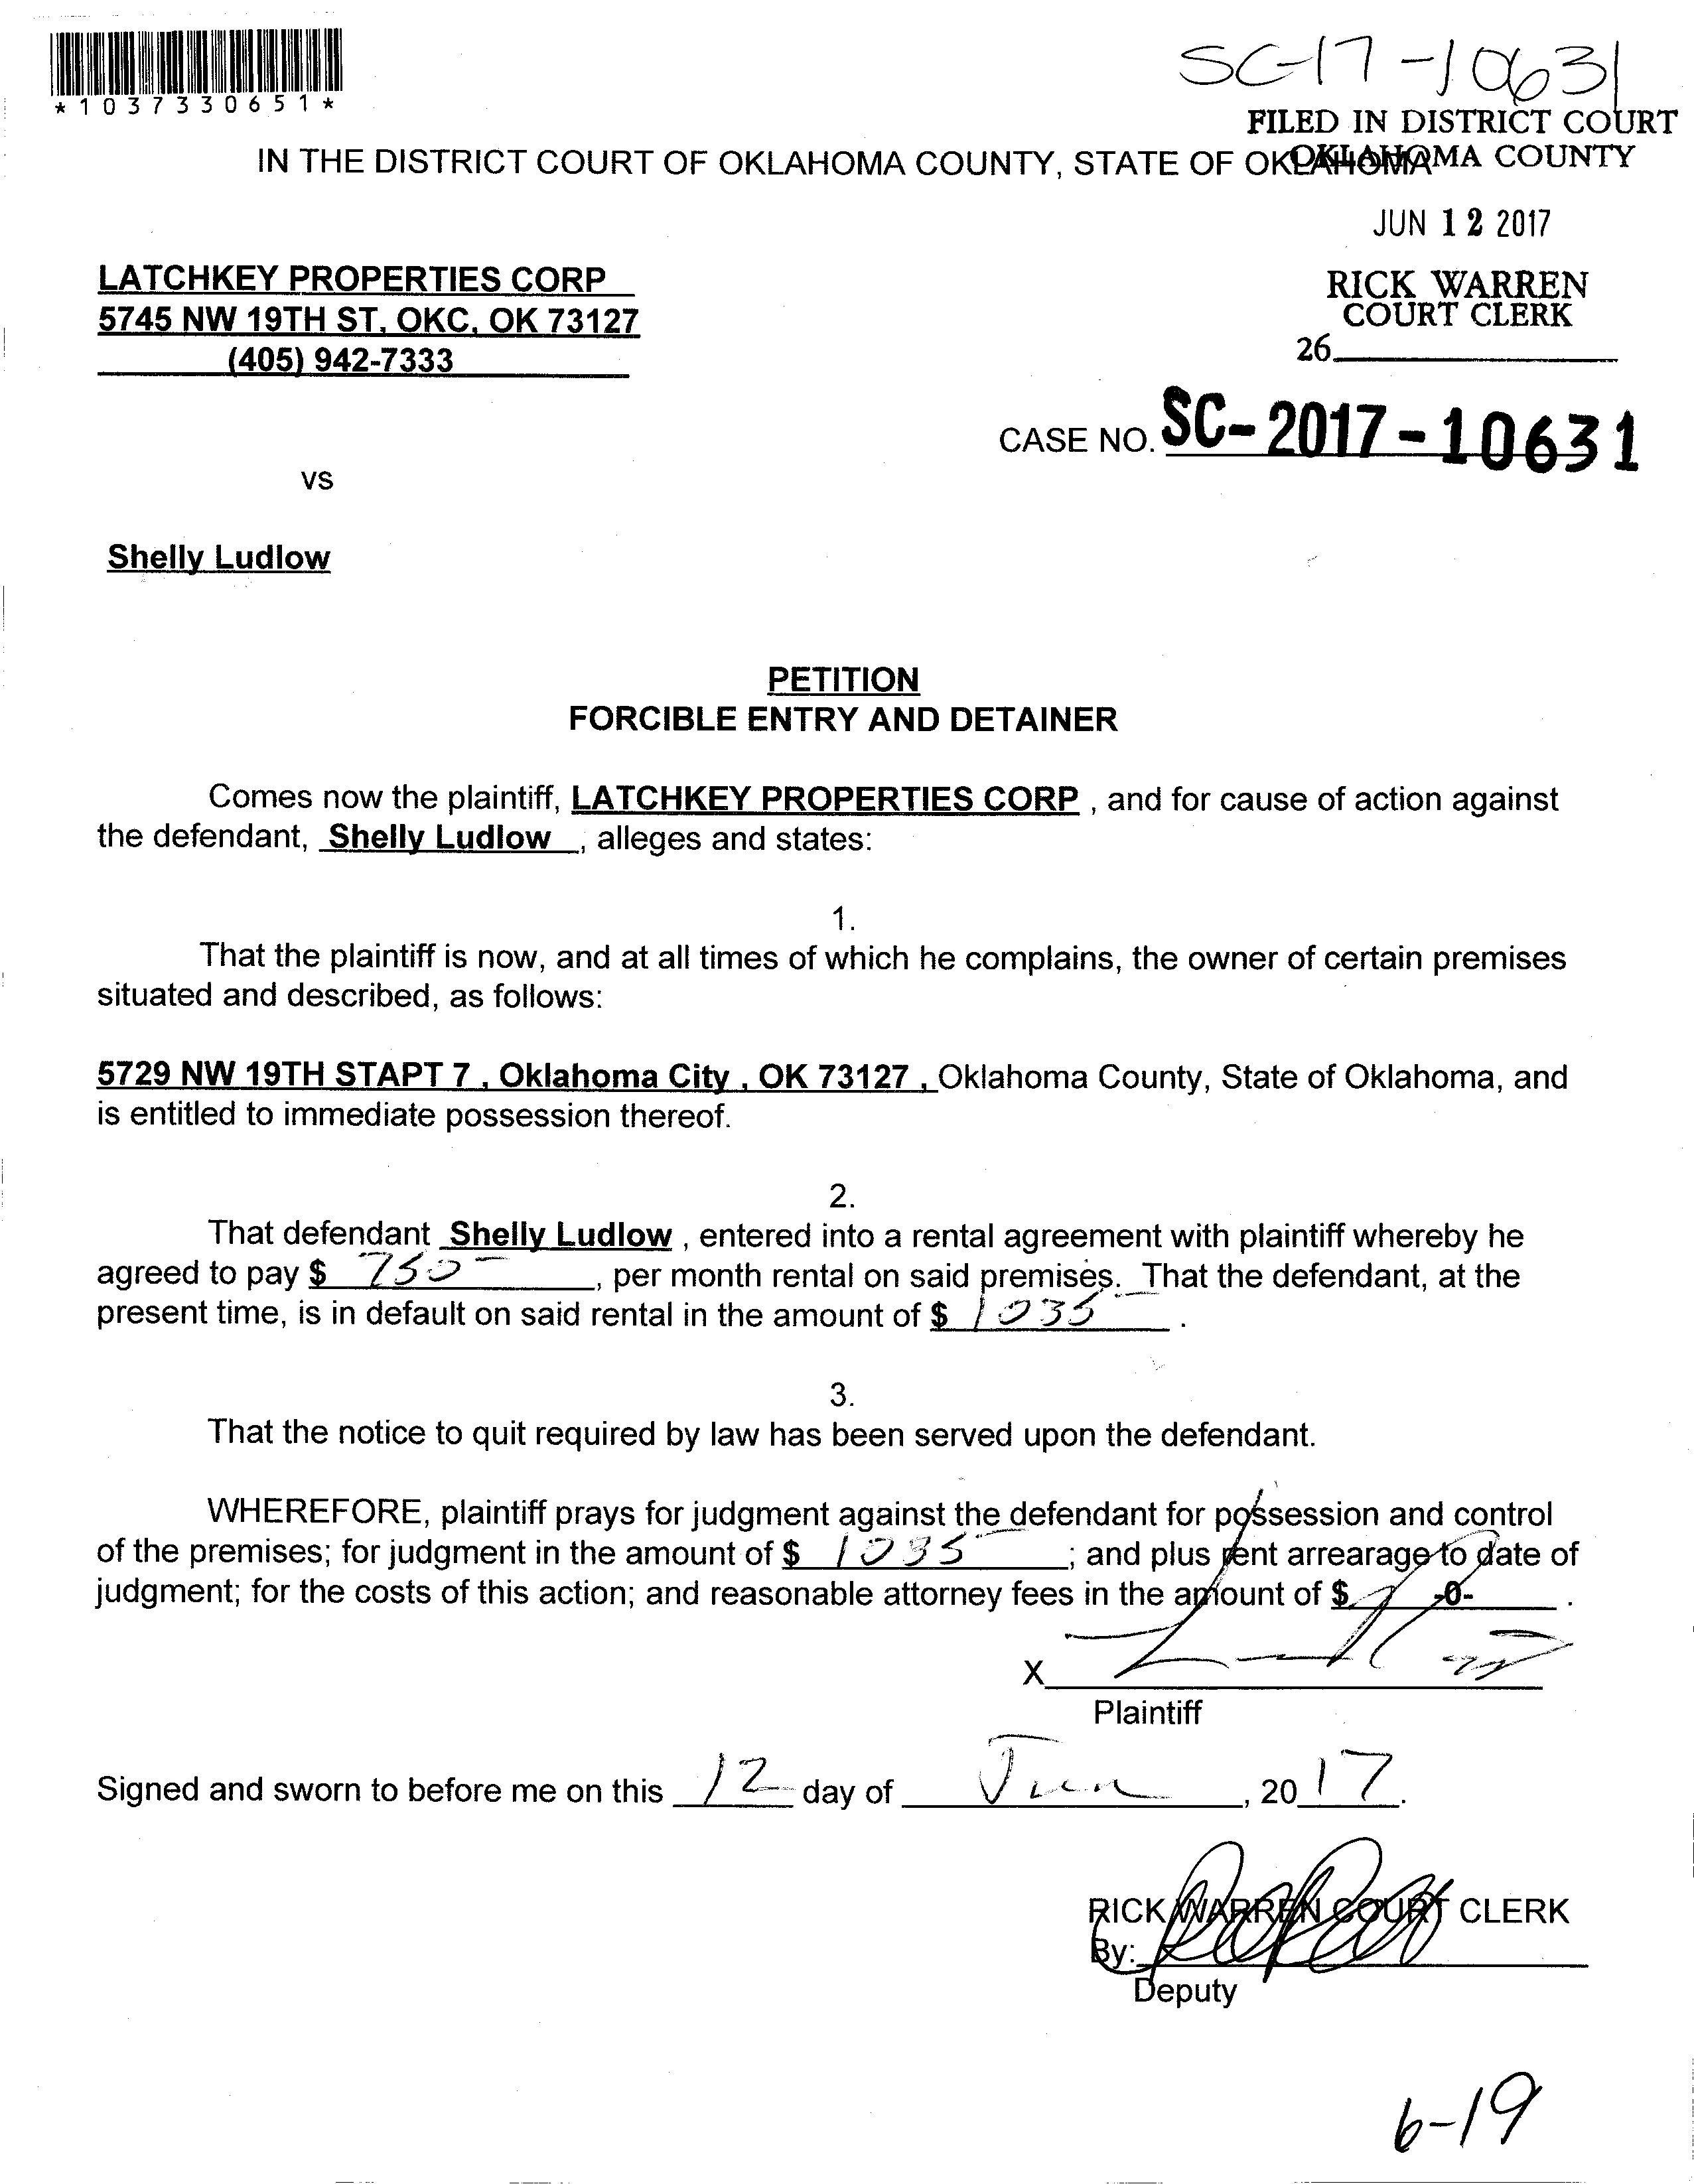 *1037330651*
SC-17-10631
FILED IN DISTRICT COURT
OKLAHOMA COUNTY
IN THE DISTRICT COURT OF OKLAHOMA COUNTY, STATE OF OKLAHOMA
JUN 12 2017
LATCHKEY PROPERTIES CORP
5745 NW 19TH ST, OKC, OK 73127
(405) 942-7333
RICK WARREN
COURT CLERK
26
CASE NO. SC-2017-10631
VS
Shelly Ludlow
PETITION
FORCIBLE ENTRY AND DETAINER
Comes now the plaintiff, LATCHKEY PROPERTIES CORP , and for cause of action against
the defendant, Shelly Ludlow , alleges and states:
1.
That the plaintiff is now, and at all times of which he complains, the owner of certain premises
situated and described, as follows:
5729 NW 19TH STAPT 7 , Oklahoma City , OK 73127 , Oklahoma County, State of Oklahoma, and
is entitled to immediate possession thereof.
2.
That defendant Shelly Ludlow , entered into a rental agreement with plaintiff whereby he
agreed to pay $ 750- , per month rental on said premises. That the defendant, at the
present time, is in default on said rental in the amount of $ 1035- .
3.
That the notice to quit required by law has been served upon the defendant.
WHEREFORE, plaintiff prays for judgment against the defendant for possession and control
of the premises; for judgment in the amount of $ 1035- ; and plus rent arrearage to date of
judgment; for the costs of this action; and reasonable attorney fees in the amount of $ -0- .
X
Plaintiff
Signed and sworn to before me on this 12 day of Jun , 2017.
RICK WARREN COURT CLERK
By:
Deputy
6-19